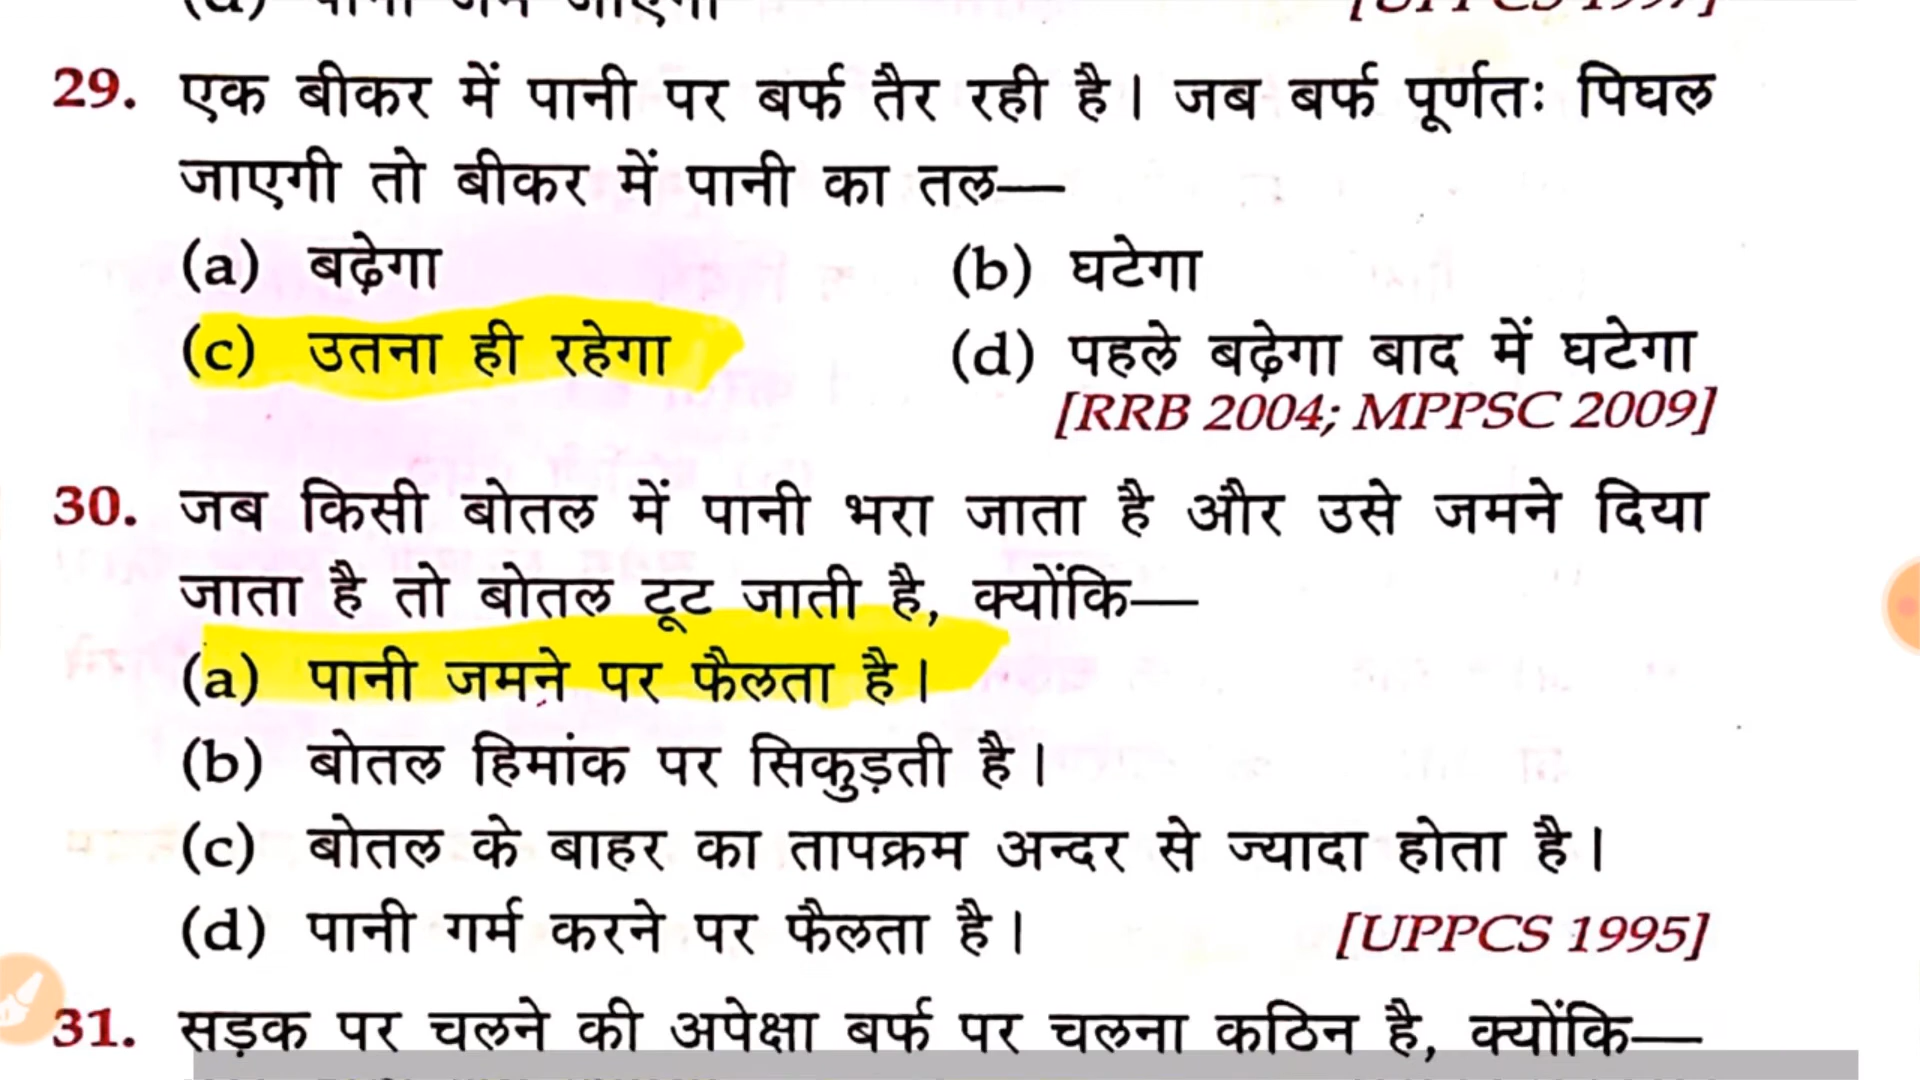 29. एक बीकर में पानी पर बर्फ तैर रही है। जब बर्फ पूर्णतः पिघल
जाएगी तो बीकर में पानी का तल—
(a) बढ़ेगा (b) घटेगा
(c) उतना ही रहेगा (d) पहले बढ़ेगा बाद में घटेगा
[RRB 2004; MPPSC 2009]
30. जब किसी बोतल में पानी भरा जाता है और उसे जमने दिया
जाता है तो बोतल टूट जाती है, क्योंकि—
(a) पानी जमने पर फैलता है।
(b) बोतल हिमांक पर सिकुड़ती है।
(c) बोतल के बाहर का तापक्रम अन्दर से ज्यादा होता है।
(d) पानी गर्म करने पर फैलता है। [UPPCS 1995]
31. सड़क पर चलने की अपेक्षा बर्फ पर चलना कठिन है, क्योंकि—